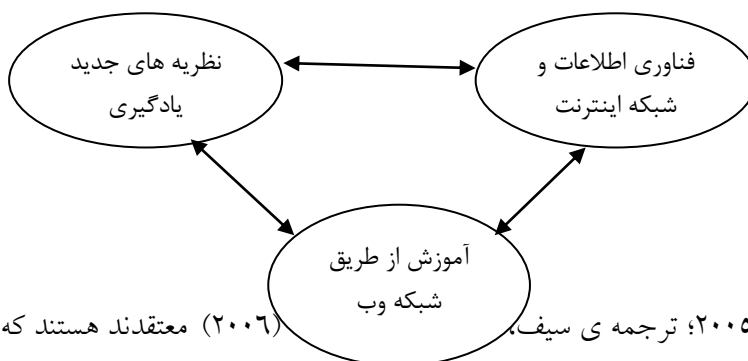 فناوری اطلاعات و
شبکه اینترنت
نظریه های جدید
یادگیری
آموزش از طریق
شبکه وب
۲۰۰۵؛ ترجمه ی سیف، (۲۰۰۶) معتقدند هستند که